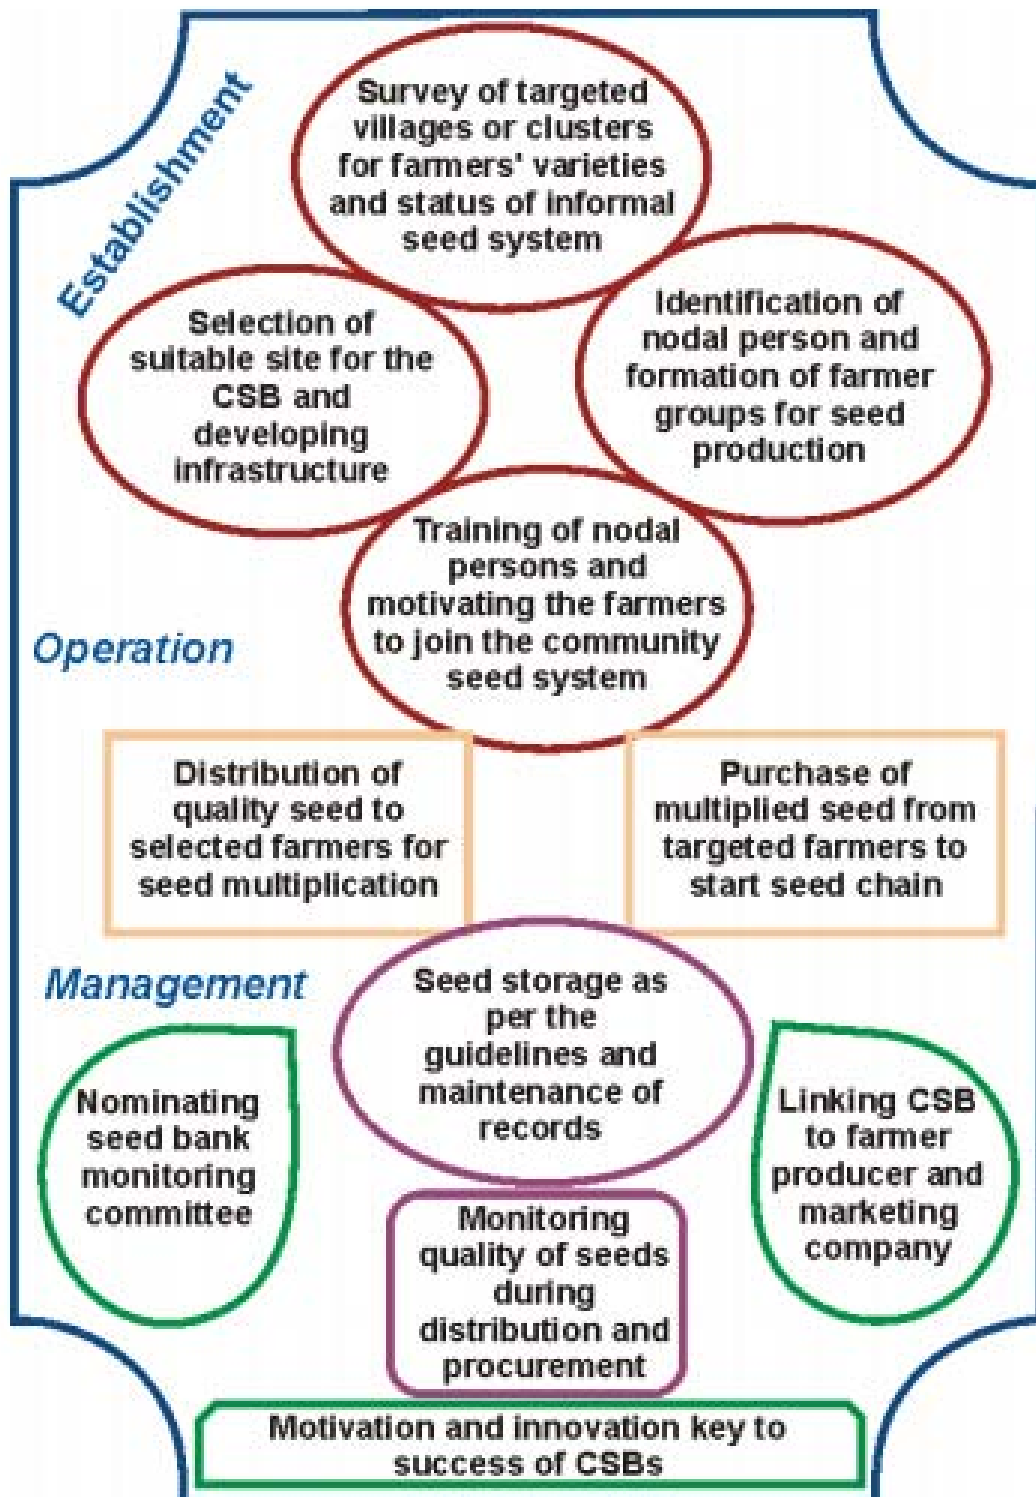 Establishment
Survey of targeted
villages or clusters
for farmers' varieties
and status of informal
seed system
Selection of
suitable site for the
CSB and
developing
infrastructure
Identification of
nodal person and
formation of farmer
groups for seed
production
Training of nodal
persons and
motivating the farmers
to join the community
seed system
Operation
Distribution of
quality seed to
selected farmers for
seed multiplication
Purchase of
multiplied seed from
targeted farmers to
start seed chain
Management
Seed storage as
per the
guidelines and
maintenance of
records
Nominating
seed bank
monitoring
committee
Linking CSB
to farmer
producer and
marketing
company
Monitoring
quality of seeds
during
distribution and
procurement
Motivation and innovation key to
success of CSBs